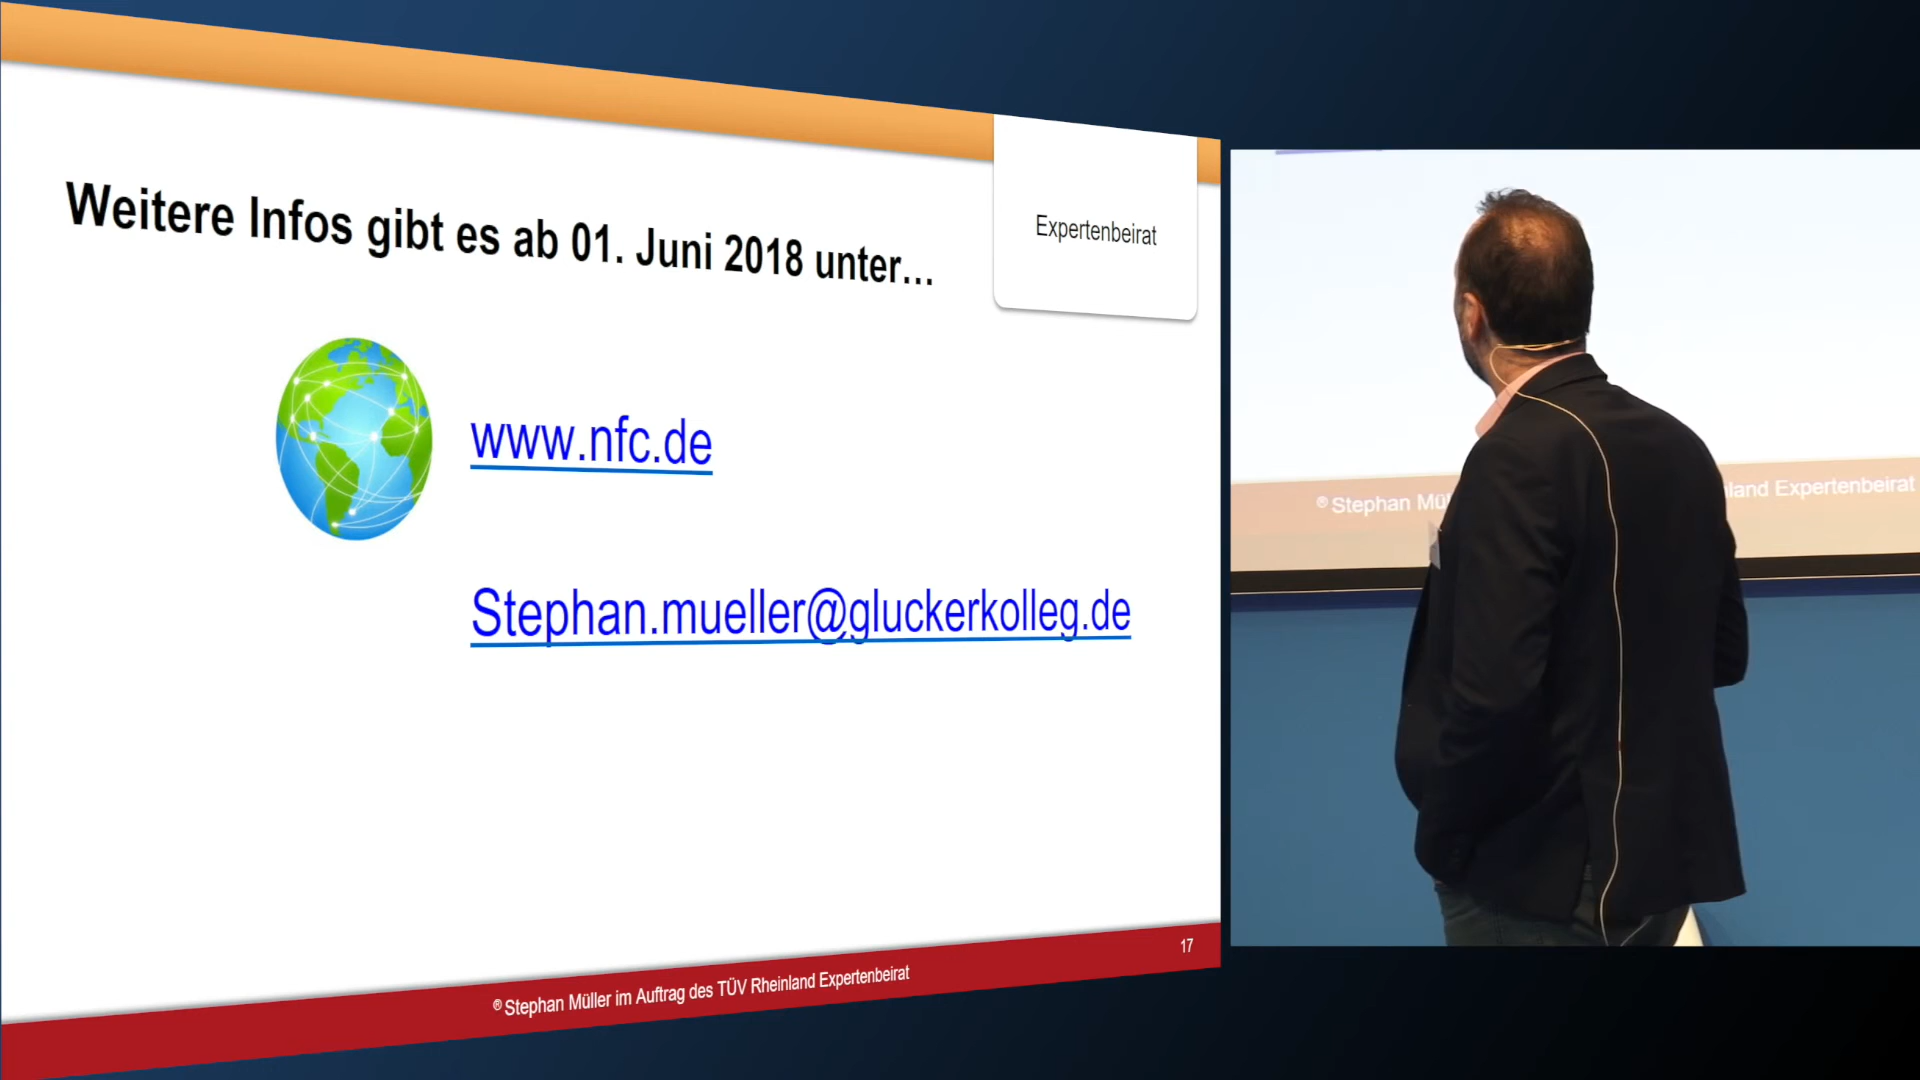 Weitere Infos gibt es ab 01. Juni 2018 unter...
Expertenbeirat
www.nfc.de
Stephan.mueller@gluckerkolleg.de
® Stephan Müller im Auftrag des TÜV Rheinland Expertenbeirat
17
® Stephan Mü
land Expertenbeirat